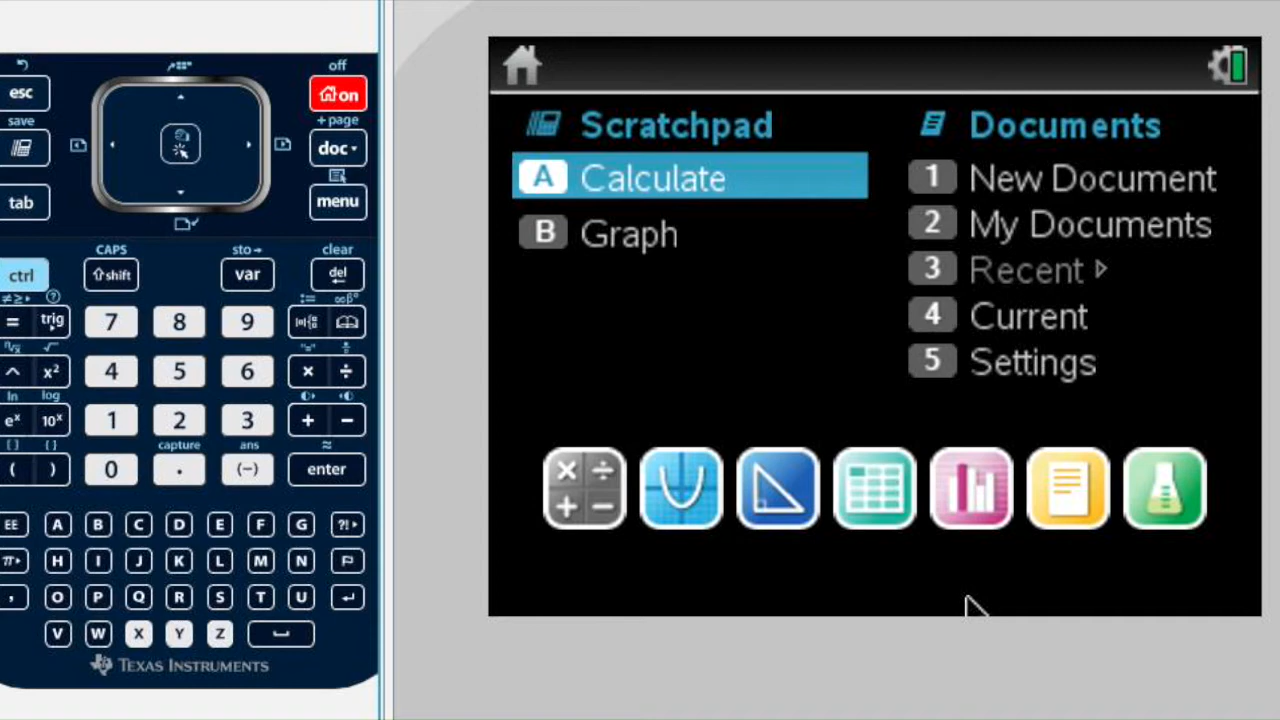 off
esc
on
save
+ page
doc
tab
menu
CAPS
sto→
clear
ctrl
⇧shift
var
del
≠≥▸
:=
∞β°
=
trig
7
8
9
|□|{
ⁿ√x
√
"="
^
x²
4
5
6
×
÷
ln
log
eˣ
10ˣ
1
2
3
+
−
[ ]
{ }
capture
ans
≈
(
)
0
.
(−)
enter
EE
A
B
C
D
E
F
G
?!▸
π▸
H
I
J
K
L
M
N
,
O
P
Q
R
S
T
U
V
W
X
Y
Z
TEXAS INSTRUMENTS
Scratchpad
A Calculate
B Graph
Documents
1 New Document
2 My Documents
3 Recent ▹
4 Current
5 Settings